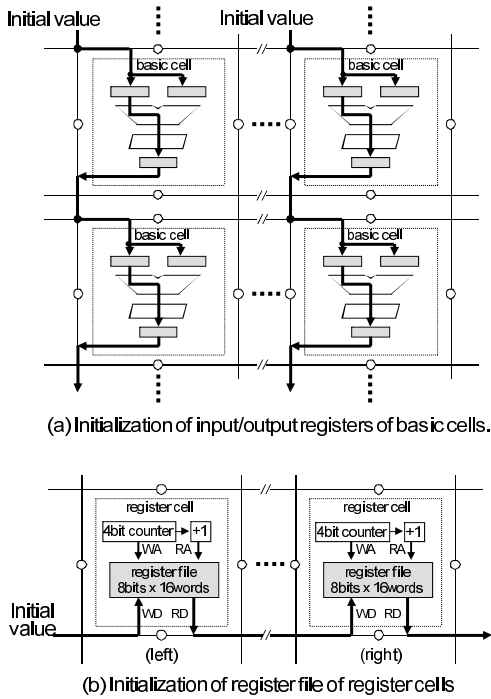 Initial value
Initial value
basic cell
basic cell
basic cell
basic cell
(a) Initialization of input/output registers of basic cells.
register cell
register cell
4bit counter
+1
4bit counter
+1
WA RA
WA RA
register file
8bits x 16words
register file
8bits x 16words
Initial
value
WD RD
WD RD
(left)
(right)
(b) Initialization of register file of register cells